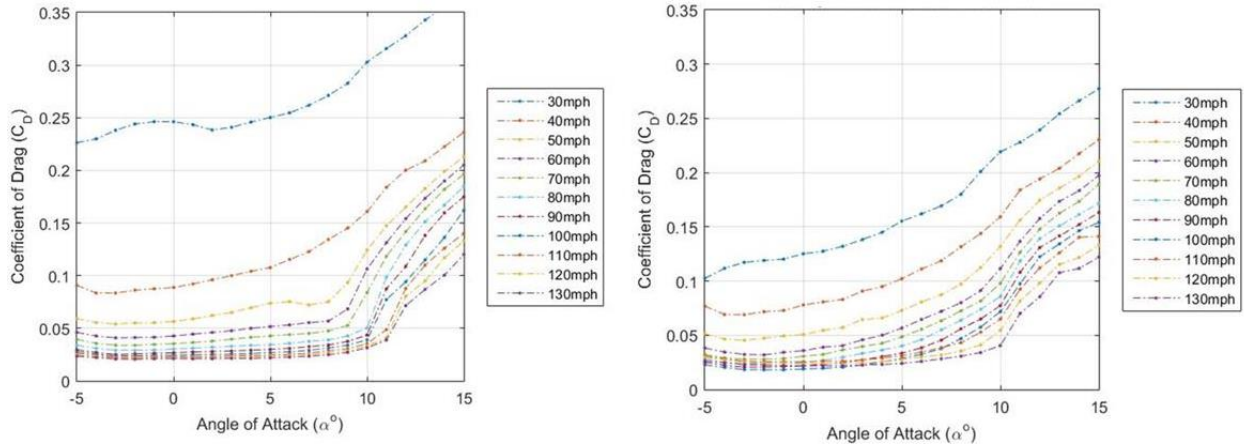 0.35
0.3
0.25
0.2
0.15
0.1
0.05
0
-5
0
5
10
15
Coefficient of Drag (C_D)
Angle of Attack (α°)
30mph
40mph
50mph
60mph
70mph
80mph
90mph
100mph
110mph
120mph
130mph
0.35
0.3
0.25
0.2
0.15
0.1
0.05
0
-5
0
5
10
15
Coefficient of Drag (C_D)
Angle of Attack (α°)
30mph
40mph
50mph
60mph
70mph
80mph
90mph
100mph
110mph
120mph
130mph